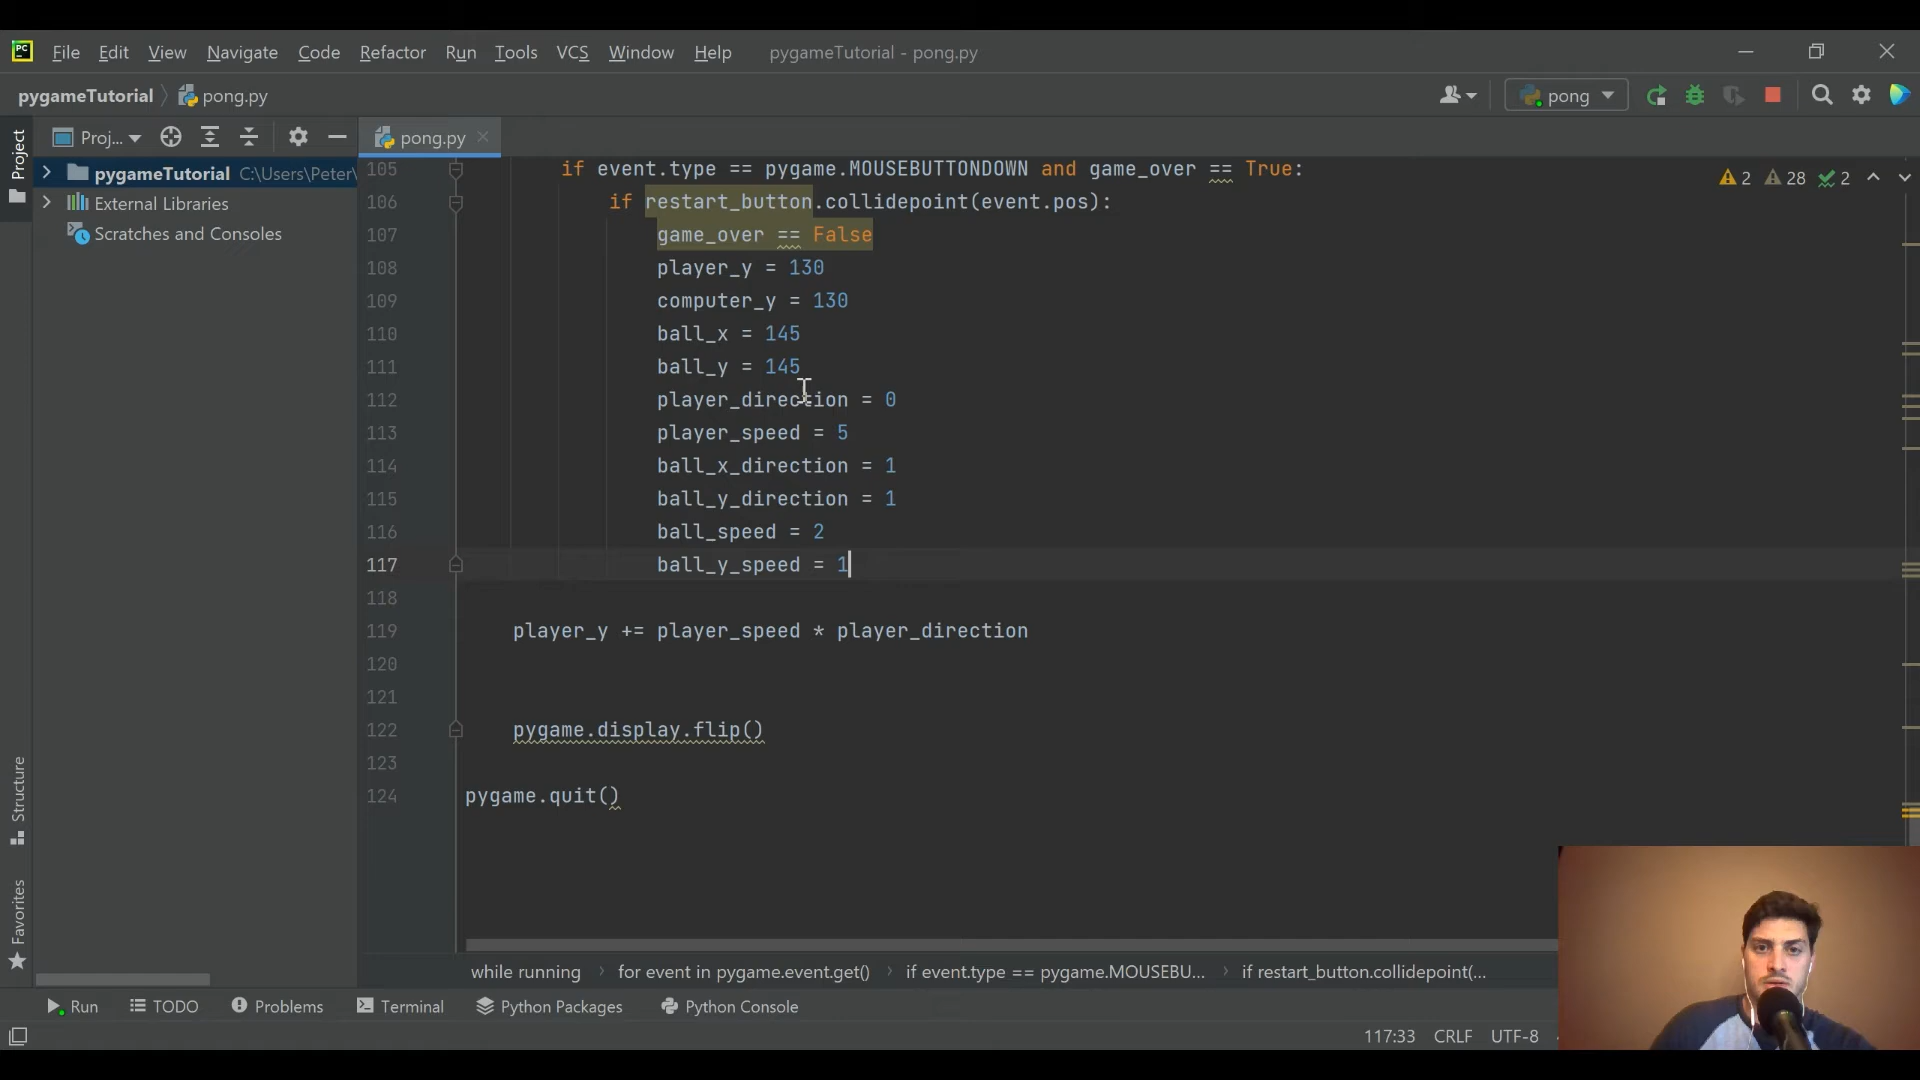 File Edit View Navigate Code Refactor Run Tools VCS Window Help pygameTutorial - pong.py
pygameTutorial pong.py pong
Project
Proj... pong.py
pygameTutorial C:\Users\Peter\
External Libraries
Scratches and Consoles
2 28 2
105 if event.type == pygame.MOUSEBUTTONDOWN and game_over == True:
106 if restart_button.collidepoint(event.pos):
107 game_over == False
108 player_y = 130
109 computer_y = 130
110 ball_x = 145
111 ball_y = 145
112 player_direction = 0
113 player_speed = 5
114 ball_x_direction = 1
115 ball_y_direction = 1
116 ball_speed = 2
117 ball_y_speed = 1
118
119 player_y += player_speed * player_direction
120
121
122 pygame.display.flip()
123
124 pygame.quit()
Structure
Favorites
while running for event in pygame.event.get() if event.type == pygame.MOUSEBU... if restart_button.collidepoint(...
Run TODO Problems Terminal Python Packages Python Console
117:33 CRLF UTF-8